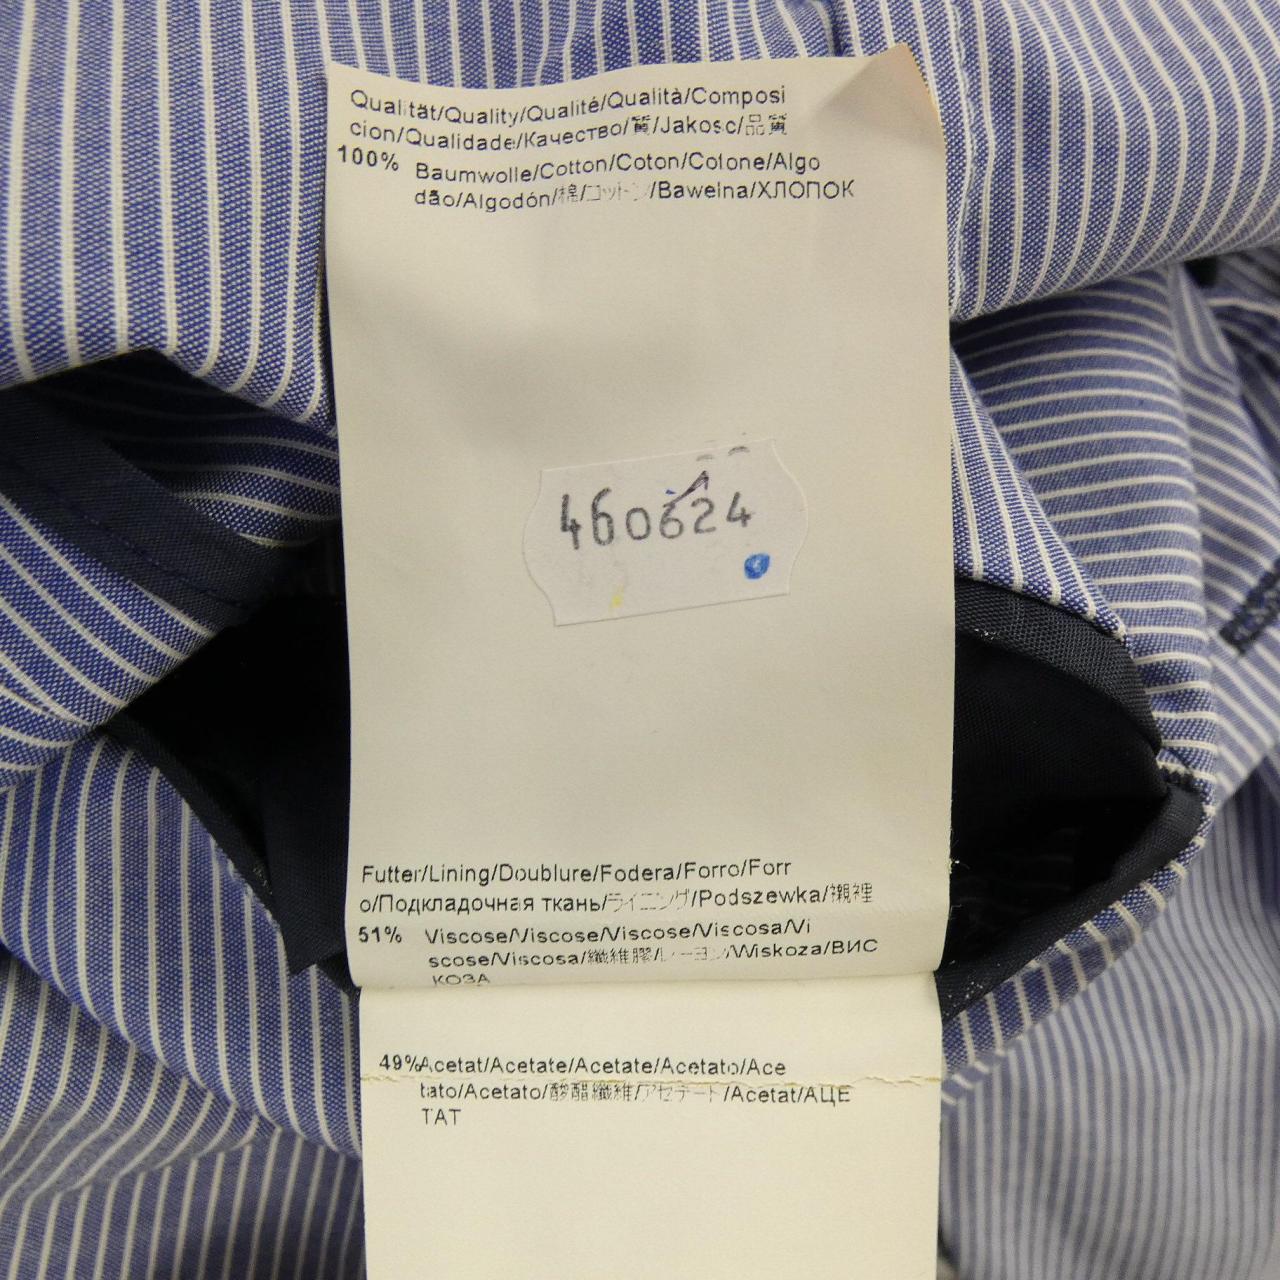 Qualität/Quality/Qualité/Qualità/Composi
cion/Qualidade/Качество/質/Jakosc/品質
100% Baumwolle/Cotton/Coton/Cotone/Algo
dão/Algodón/棉/コットン/Bawelna/ХЛОПОК
460624
Futter/Lining/Doublure/Fodera/Forro/Forr
o/Подкладочная ткань/ライニング/Podszewka/襯裡
51% Viscose/Viscose/Viscose/Viscosa/Vi
scose/Viscosa/纖維膠/レーヨン/Wiskoza/ВИС
КОЗА
49% Acetat/Acetate/Acetate/Acetato/Ace
tato/Acetato/醋酸纖維/アセテート/Acetat/АЦЕ
ТАТ